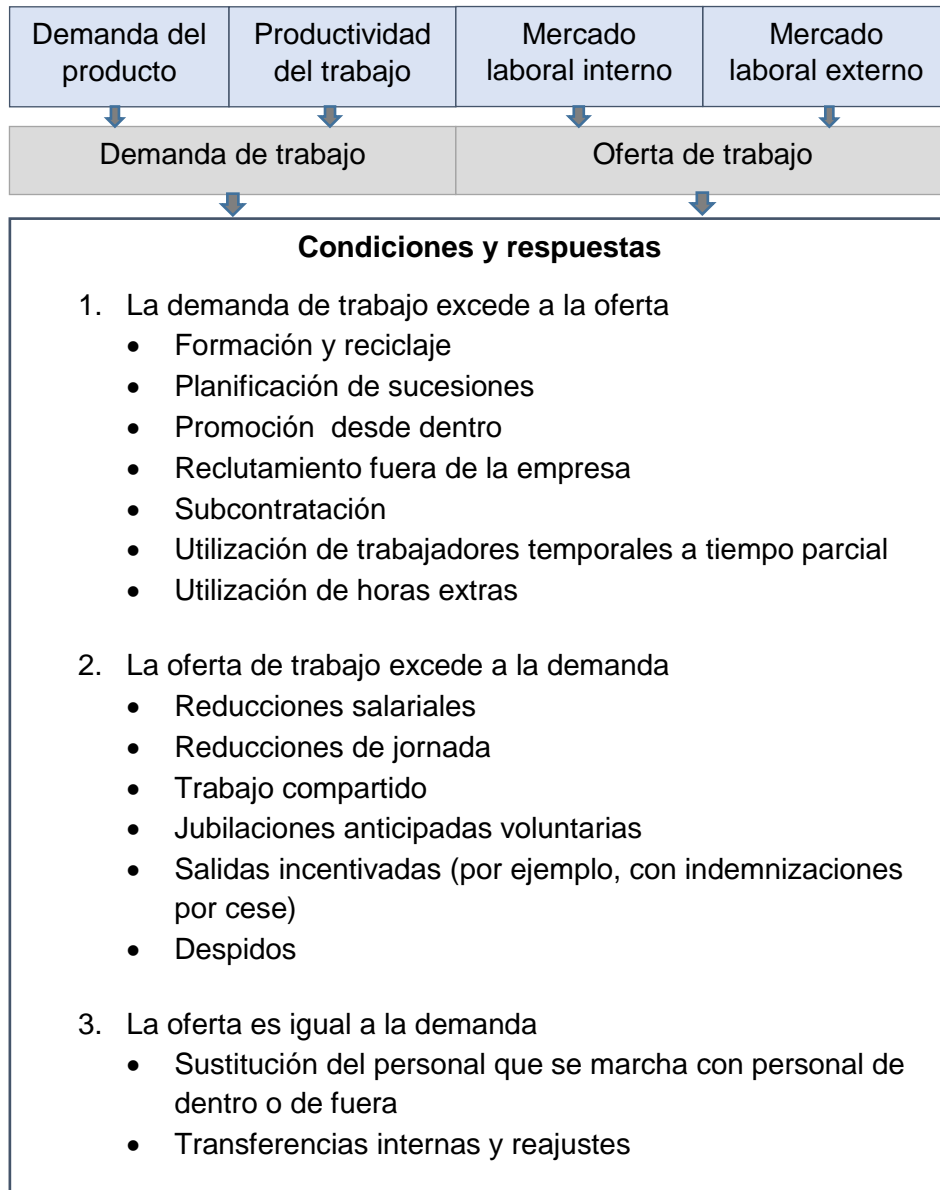 Demanda del
producto
Productividad
del trabajo
Mercado
laboral interno
Mercado
laboral externo
Demanda de trabajo
Oferta de trabajo
Condiciones y respuestas
1. La demanda de trabajo excede a la oferta
• Formación y reciclaje
• Planificación de sucesiones
• Promoción desde dentro
• Reclutamiento fuera de la empresa
• Subcontratación
• Utilización de trabajadores temporales a tiempo parcial
• Utilización de horas extras
2. La oferta de trabajo excede a la demanda
• Reducciones salariales
• Reducciones de jornada
• Trabajo compartido
• Jubilaciones anticipadas voluntarias
• Salidas incentivadas (por ejemplo, con indemnizaciones
por cese)
• Despidos
3. La oferta es igual a la demanda
• Sustitución del personal que se marcha con personal de
dentro o de fuera
• Transferencias internas y reajustes